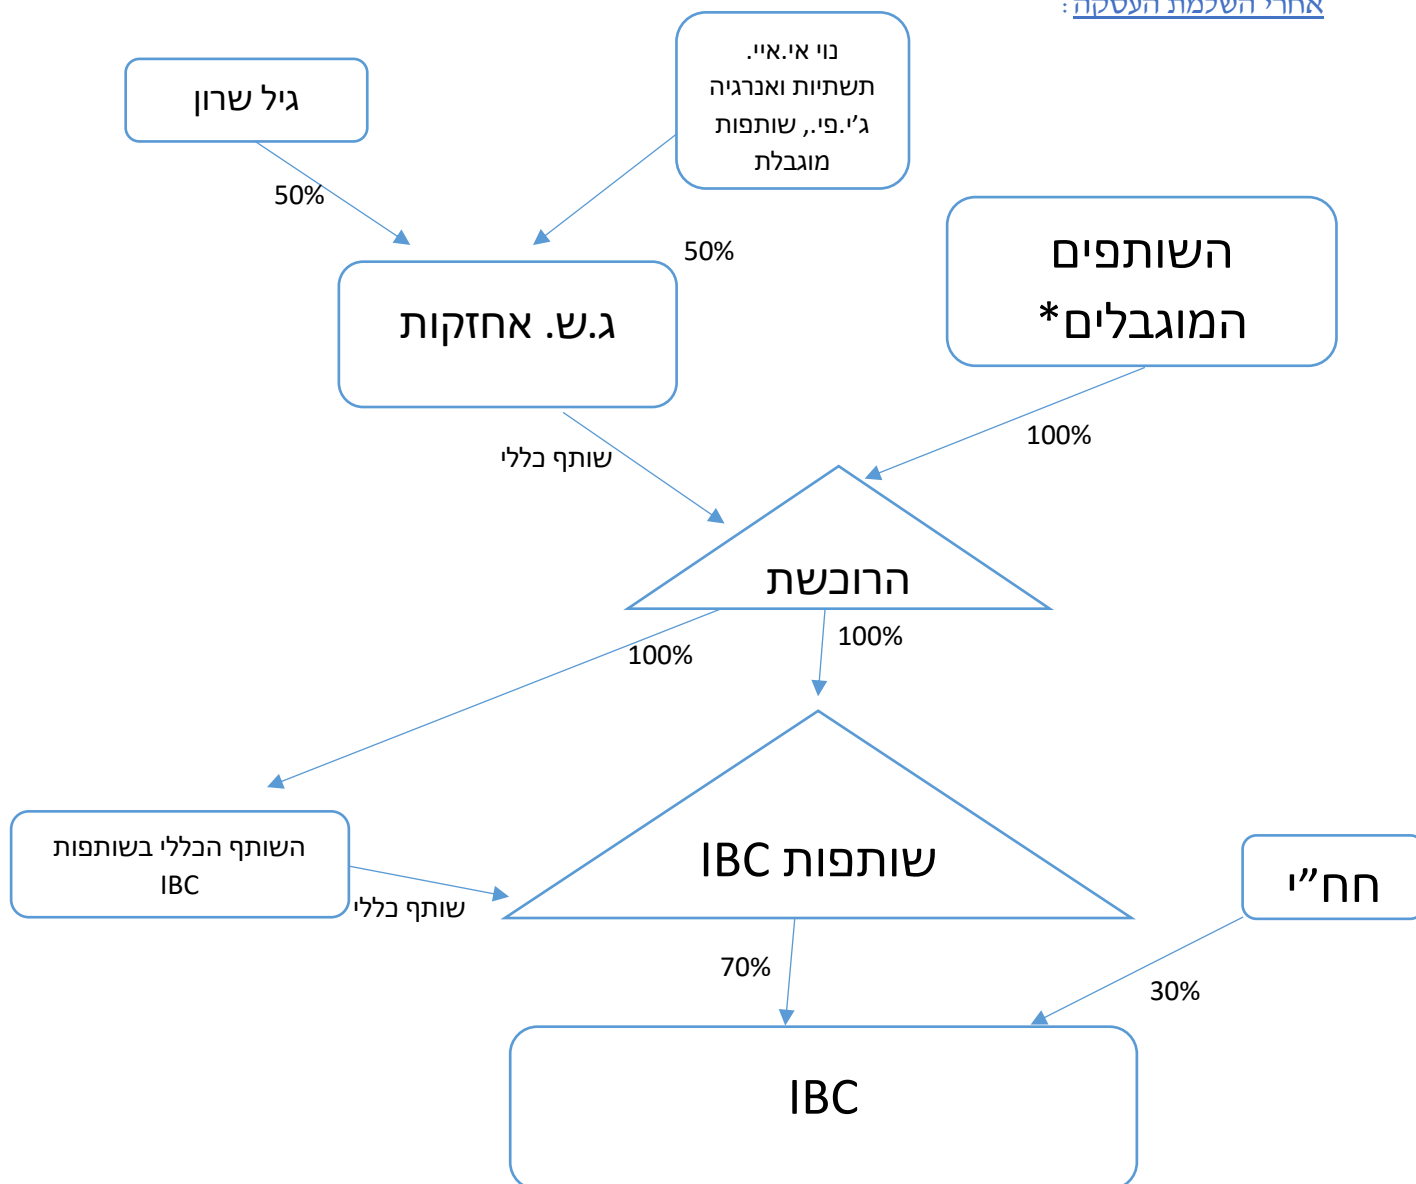 אחרי השלמת העסקה:
נוי אי.איי.
תשתיות ואנרגיה
ג'י.פי., שותפות
מוגבלת
גיל שרון
50%
50%
השותפים
המוגבלים*
ג.ש. אחזקות
100%
שותף כללי
הרוכשת
100%
100%
השותף הכללי בשותפות
IBC
שותף כללי
שותפות IBC
חח"י
70%
30%
IBC